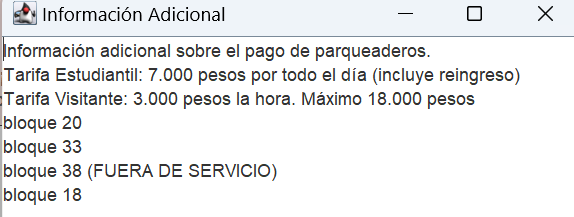 Información Adicional
Información adicional sobre el pago de parqueaderos.
Tarifa Estudiantil: 7.000 pesos por todo el día (incluye reingreso)
Tarifa Visitante: 3.000 pesos la hora. Máximo 18.000 pesos
bloque 20
bloque 33
bloque 38 (FUERA DE SERVICIO)
bloque 18